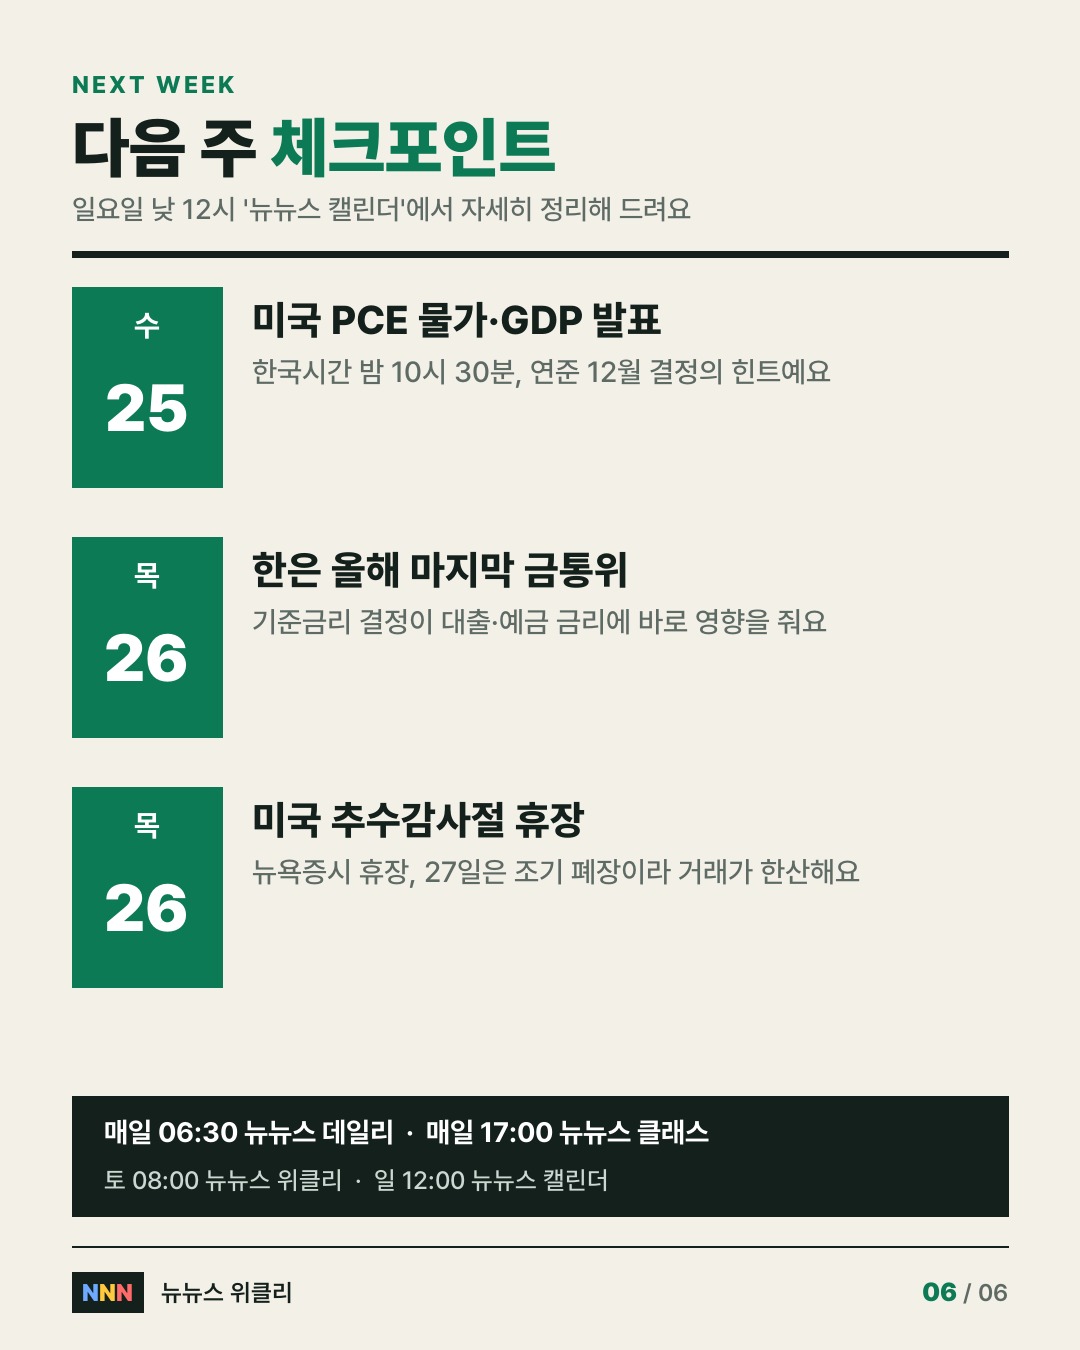 NEXT WEEK
다음 주 체크포인트
일요일 낮 12시 '뉴뉴스 캘린더'에서 자세히 정리해 드려요
수
25
미국 PCE 물가·GDP 발표
한국시간 밤 10시 30분, 연준 12월 결정의 힌트예요
목
26
한은 올해 마지막 금통위
기준금리 결정이 대출·예금 금리에 바로 영향을 줘요
목
26
미국 추수감사절 휴장
뉴욕증시 휴장, 27일은 조기 폐장이라 거래가 한산해요
매일 06:30 뉴뉴스 데일리 · 매일 17:00 뉴뉴스 클래스
토 08:00 뉴뉴스 위클리 · 일 12:00 뉴뉴스 캘린더
NNN 뉴뉴스 위클리
06 / 06